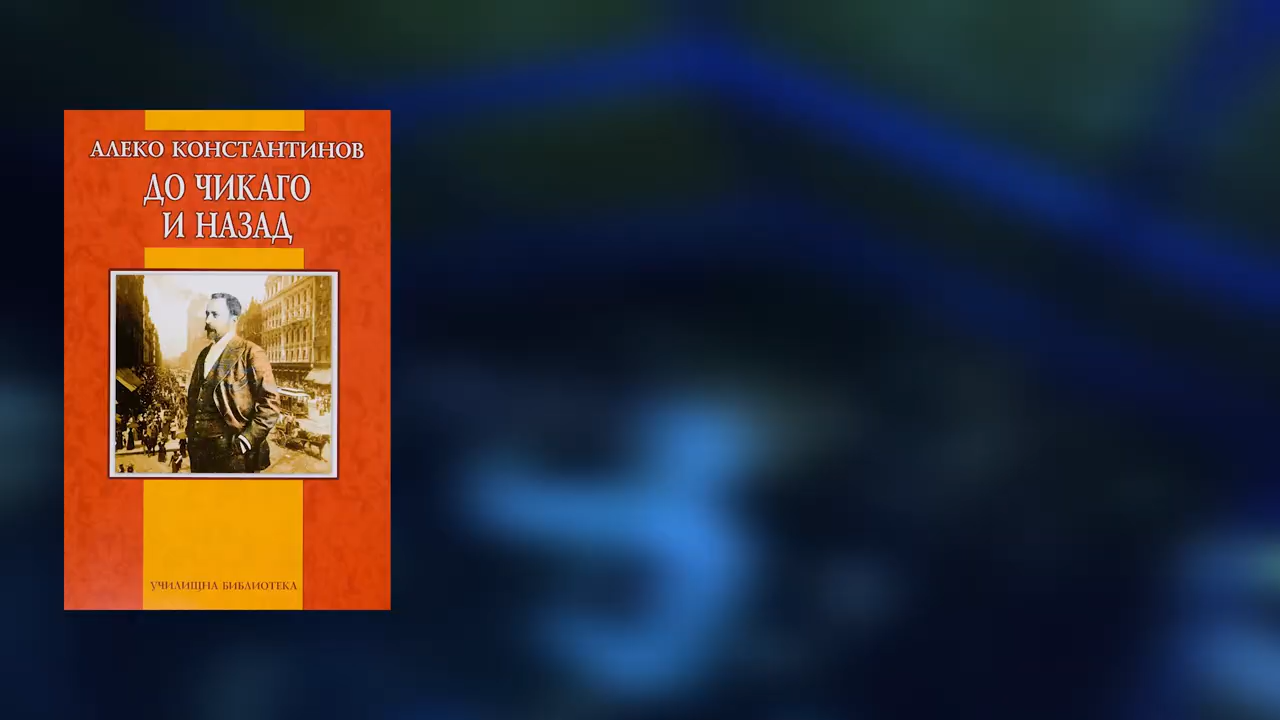 АЛЕКО КОНСТАНТИНОВ
ДО ЧИКАГО
И НАЗАД
УЧИЛИЩНА БИБЛИОТЕКА